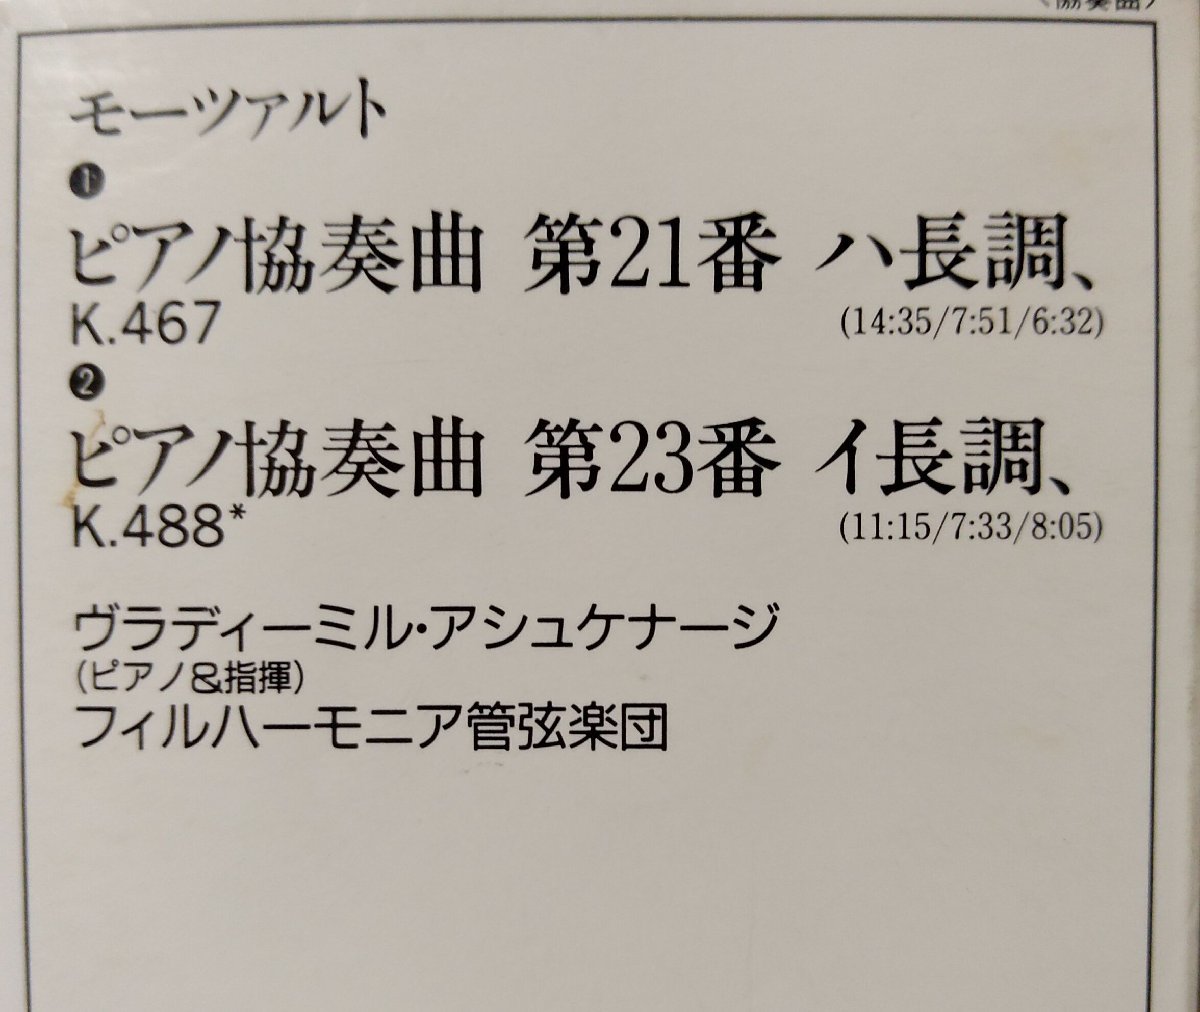 〈協奏曲〉
モーツァルト
❶
ピアノ協奏曲 第21番 ハ長調、
K.467 (14:35/7:51/6:32)
❷
ピアノ協奏曲 第23番 イ長調、
K.488* (11:15/7:33/8:05)
ヴラディーミル・アシュケナージ
(ピアノ&指揮)
フィルハーモニア管弦楽団